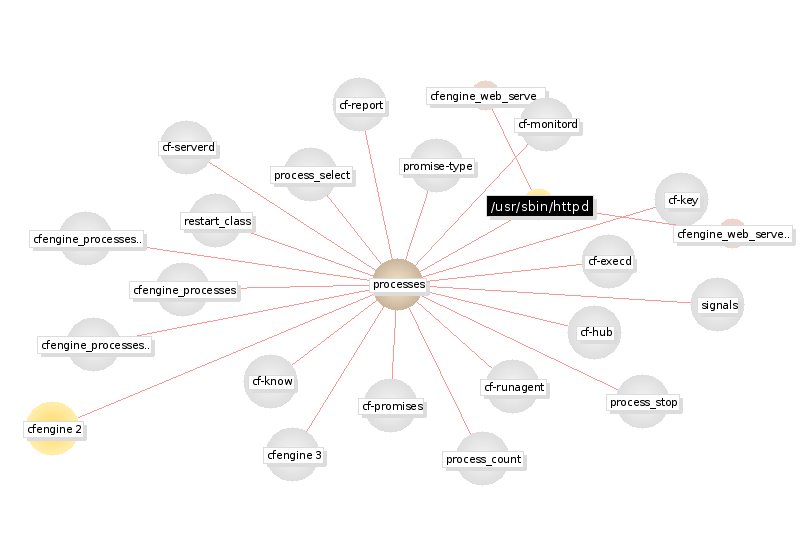 cfengine_web_serve
cf-report
cf-monitord
cf-serverd
promise-type
process_select
cf-key
/usr/sbin/httpd
restart_class
cfengine_web_serve..
cfengine_processes..
cf-execd
processes
cfengine_processes
signals
cf-hub
cfengine_processes..
cf-know
cf-runagent
process_stop
cf-promises
cfengine 2
cfengine 3
process_count